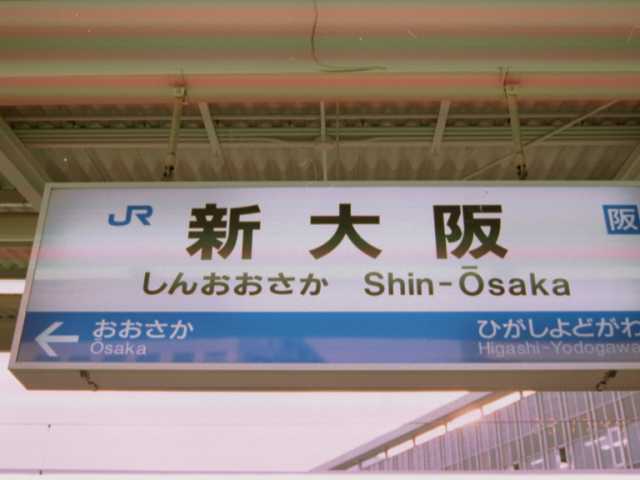 JR 新大阪 阪
しんおおさか Shin-Ōsaka
← おおさか ひがしよどがわ
Ōsaka Higashi-Yodogawa